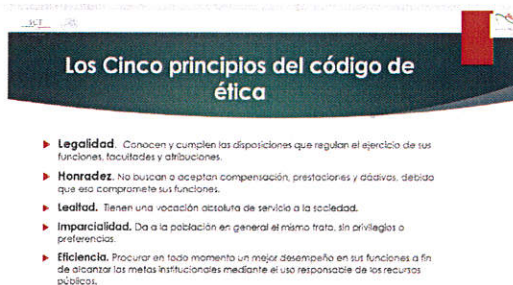 SCT
Los Cinco principios del código de
ética
Legalidad. Conocen y cumplen las disposiciones que regulan el ejercicio de sus
funciones, facultades y atribuciones.
Honradez. No buscan o aceptan compensación, prestaciones y dádivas, debido
que eso compromete sus funciones.
Lealtad. Tienen una vocación absoluta de servicio a la sociedad.
Imparcialidad. Da a la población en general el mismo trato, sin privilegios o
preferencias.
Eficiencia. Procurar en todo momento un mejor desempeño en sus funciones a fin
de alcanzar las metas institucionales mediante el uso responsable de los recursos
públicos.